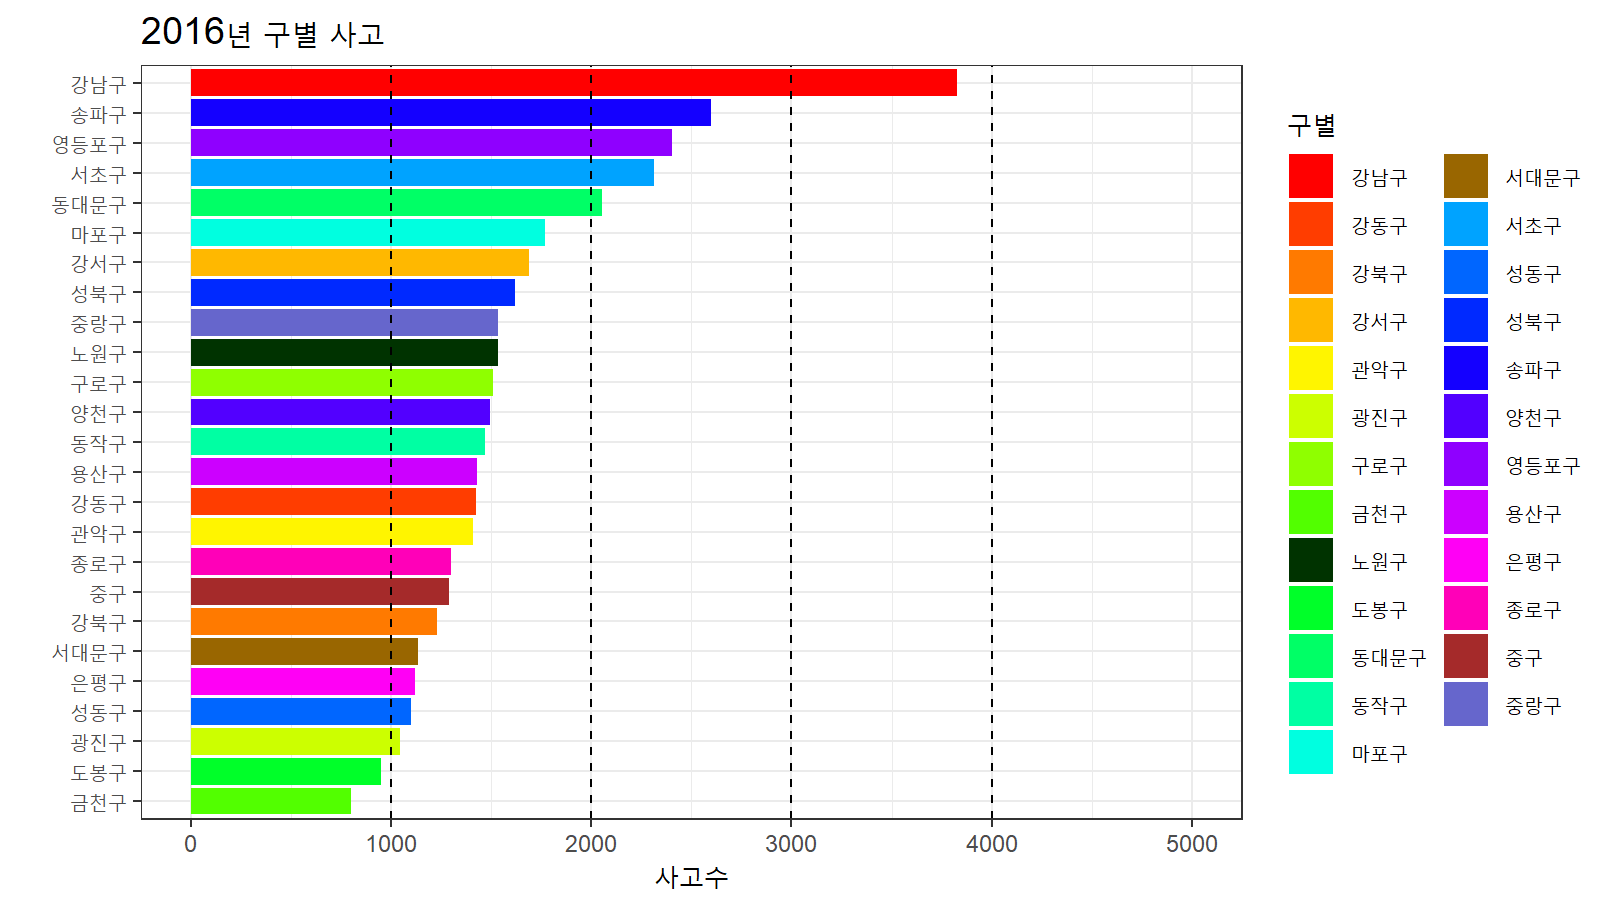 2016년 구별 사고
강남구
송파구
영등포구
서초구
동대문구
마포구
강서구
성북구
중랑구
노원구
구로구
양천구
동작구
용산구
강동구
관악구
종로구
중구
강북구
서대문구
은평구
성동구
광진구
도봉구
금천구
0 1000 2000 3000 4000 5000
사고수
구별
강남구
강동구
강북구
강서구
관악구
광진구
구로구
금천구
노원구
도봉구
동대문구
동작구
마포구
서대문구
서초구
성동구
성북구
송파구
양천구
영등포구
용산구
은평구
종로구
중구
중랑구